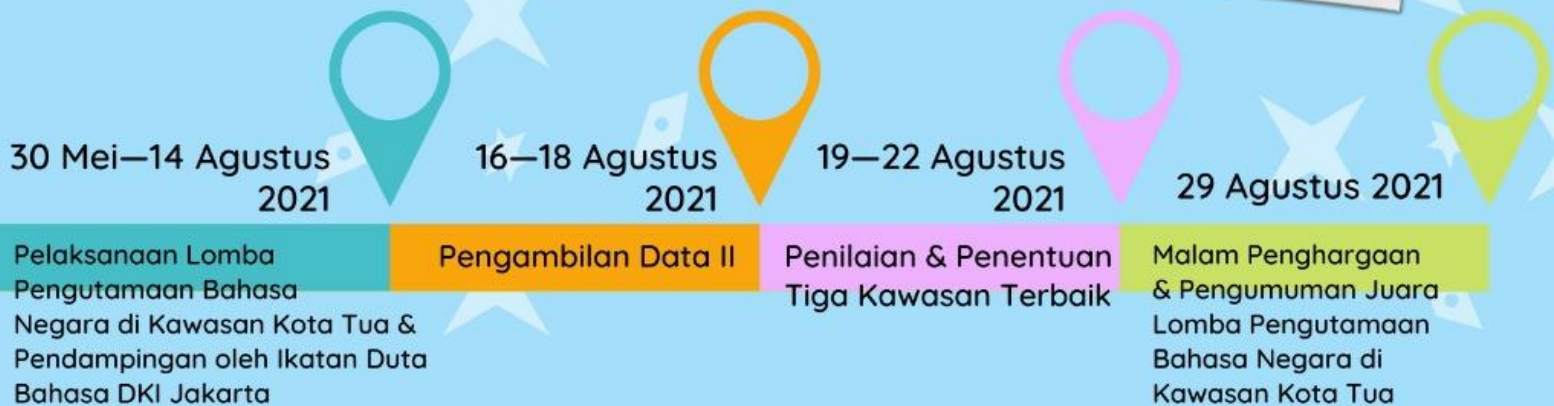 30 Mei—14 Agustus
2021
Pelaksanaan Lomba
Pengutamaan Bahasa
Negara di Kawasan Kota Tua &
Pendampingan oleh Ikatan Duta
Bahasa DKI Jakarta
16—18 Agustus
2021
Pengambilan Data II
19—22 Agustus
2021
Penilaian & Penentuan
Tiga Kawasan Terbaik
29 Agustus 2021
Malam Penghargaan
& Pengumuman Juara
Lomba Pengutamaan
Bahasa Negara di
Kawasan Kota Tua